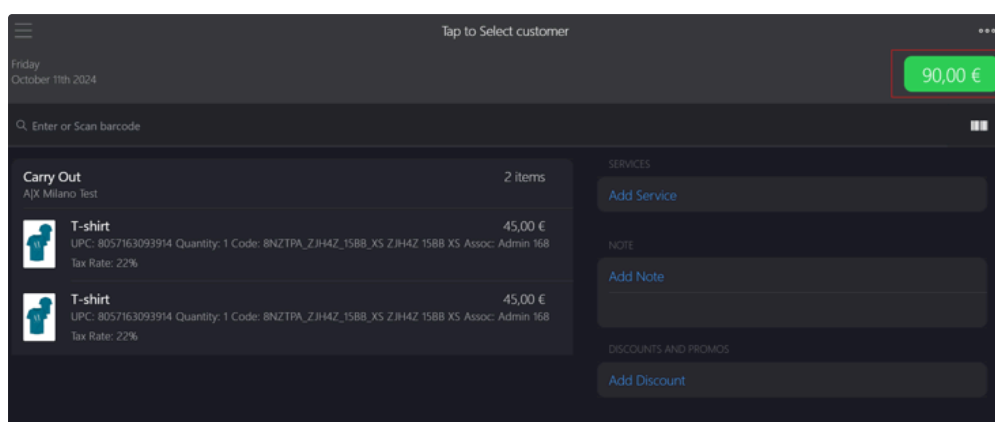 Tap to Select customer
Friday
October 11th 2024
90,00 €
Enter or Scan barcode
Carry Out
2 items
A|X Milano Test
T-shirt
45,00 €
UPC: 8057163093914 Quantity: 1 Code: 8NZTPA_ZJH4Z_15BB_XS ZJH4Z 15BB XS Assoc: Admin 168
Tax Rate: 22%
T-shirt
45,00 €
UPC: 8057163093914 Quantity: 1 Code: 8NZTPA_ZJH4Z_15BB_XS ZJH4Z 15BB XS Assoc: Admin 168
Tax Rate: 22%
SERVICES
Add Service
NOTE
Add Note
DISCOUNTS AND PROMOS
Add Discount